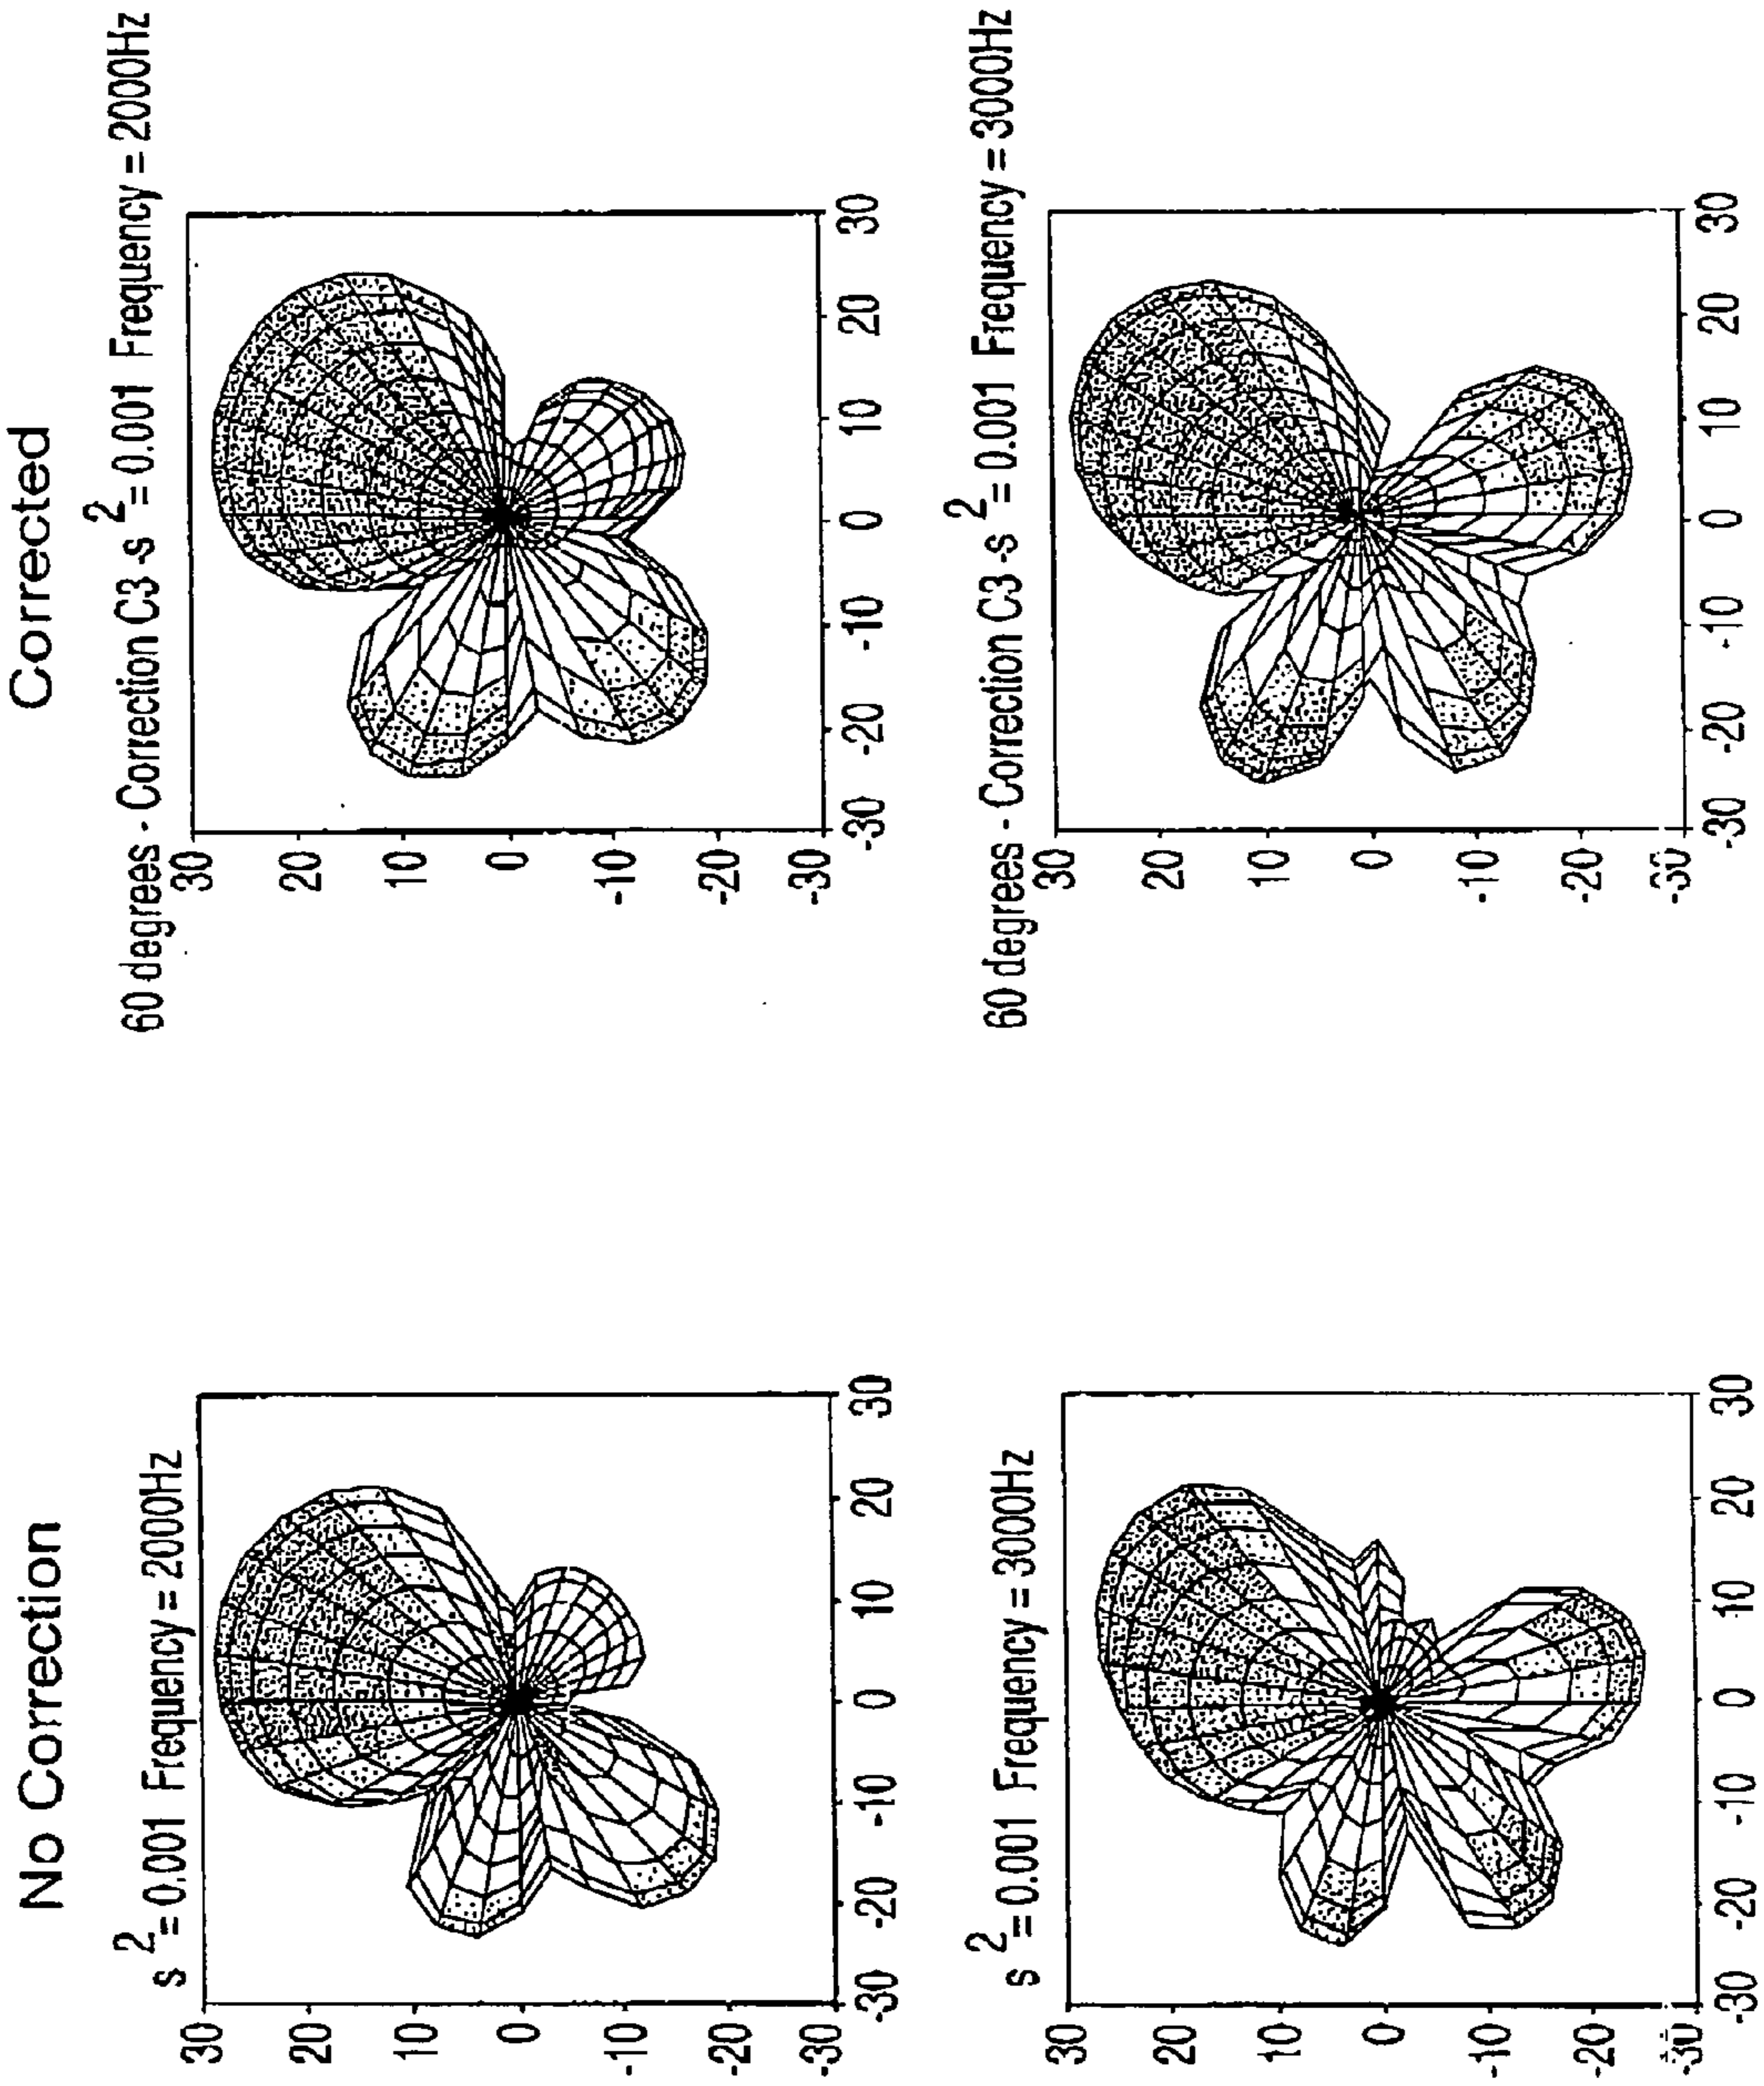 No Correction
Corrected
s² = 0.001 Frequency = 2000Hz
30
20
10
0
-10
-20
-30
-30 -20 -10 0 10 20 30
60 degrees - Correction C3 -s² = 0.001 Frequency = 2000Hz
30
20
10
0
-10
-20
-30
-30 -20 -10 0 10 20 30
s² = 0.001 Frequency = 3000Hz
30
20
10
0
-10
-20
-30
-30 -20 -10 0 10 20 30
60 degrees - Correction C3 -s² = 0.001 Frequency = 3000Hz
30
20
10
0
-10
-20
-30
-30 -20 -10 0 10 20 30